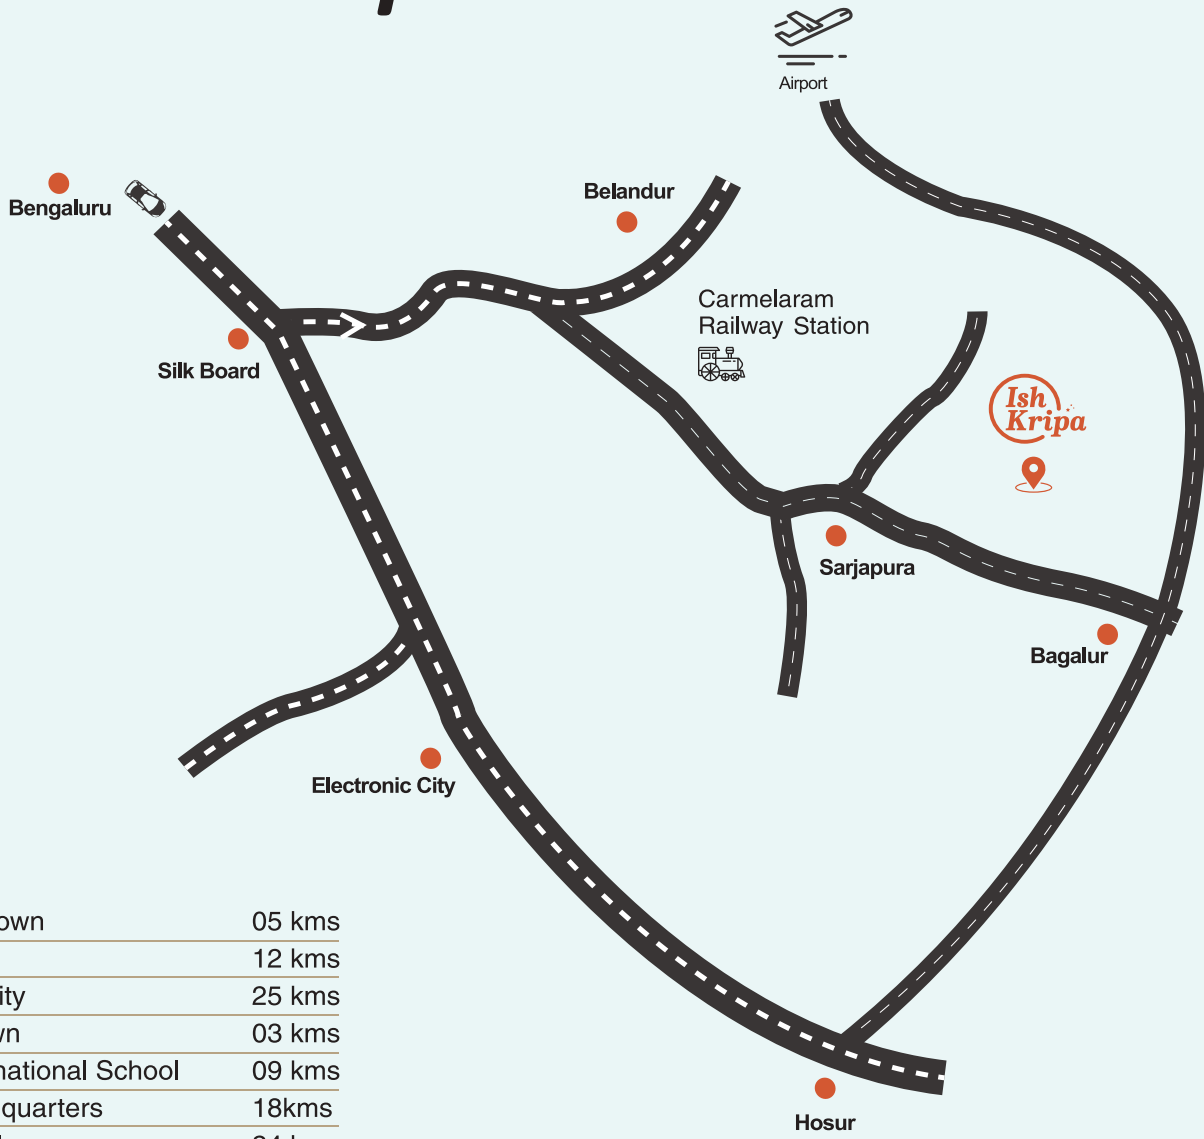 Airport
Bengaluru
Belandur
Carmelaram
Railway Station
Silk Board
Ish
Kripa
Sarjapura
Bagalur
Electronic City
own 05 kms
12 kms
ity 25 kms
wn 03 kms
national School 09 kms
quarters 18kms
Hosur